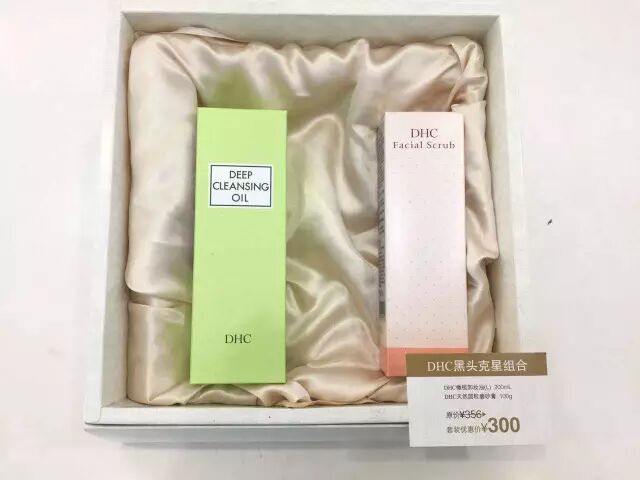 DEEP
CLEANSING
OIL
DHC
DHC
Facial Scrub
DHC黑头克星组合
DHC橄榄卸妆油(L) 200mL
DHC天然圆粒磨砂膏 100g
原价¥356
套装优惠价¥300